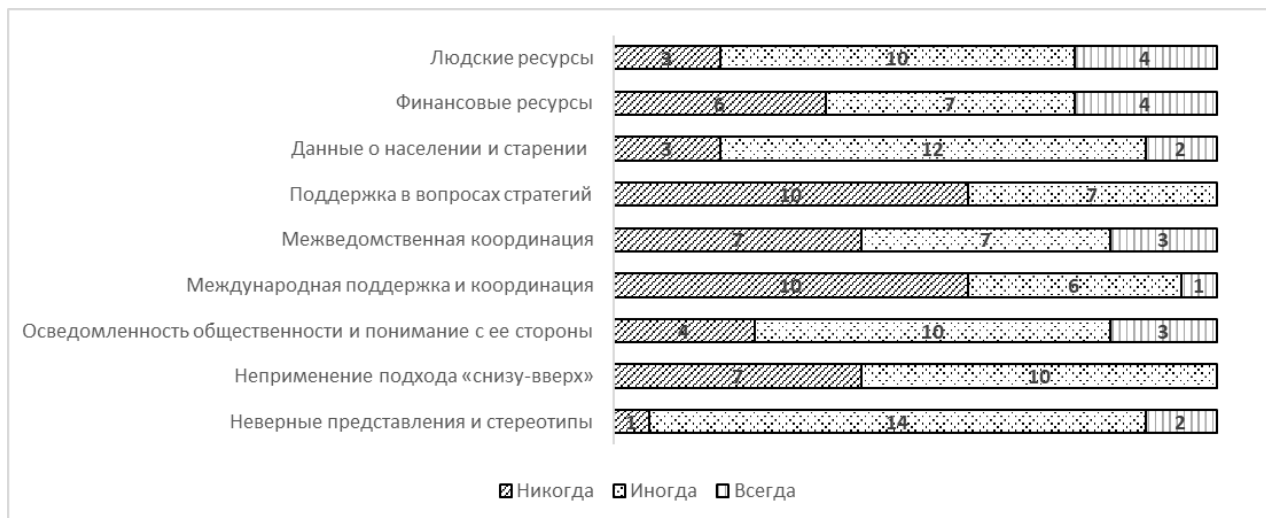 Людские ресурсы 3 10 4
Финансовые ресурсы 6 7 4
Данные о населении и старении 3 12 2
Поддержка в вопросах стратегий 10 7
Межведомственная координация 7 7 3
Международная поддержка и координация 10 6 1
Осведомленность общественности и понимание с ее стороны 4 10 3
Неприменение подхода «снизу-вверх» 7 10
Неверные представления и стереотипы 1 14 2
Никогда Иногда Всегда